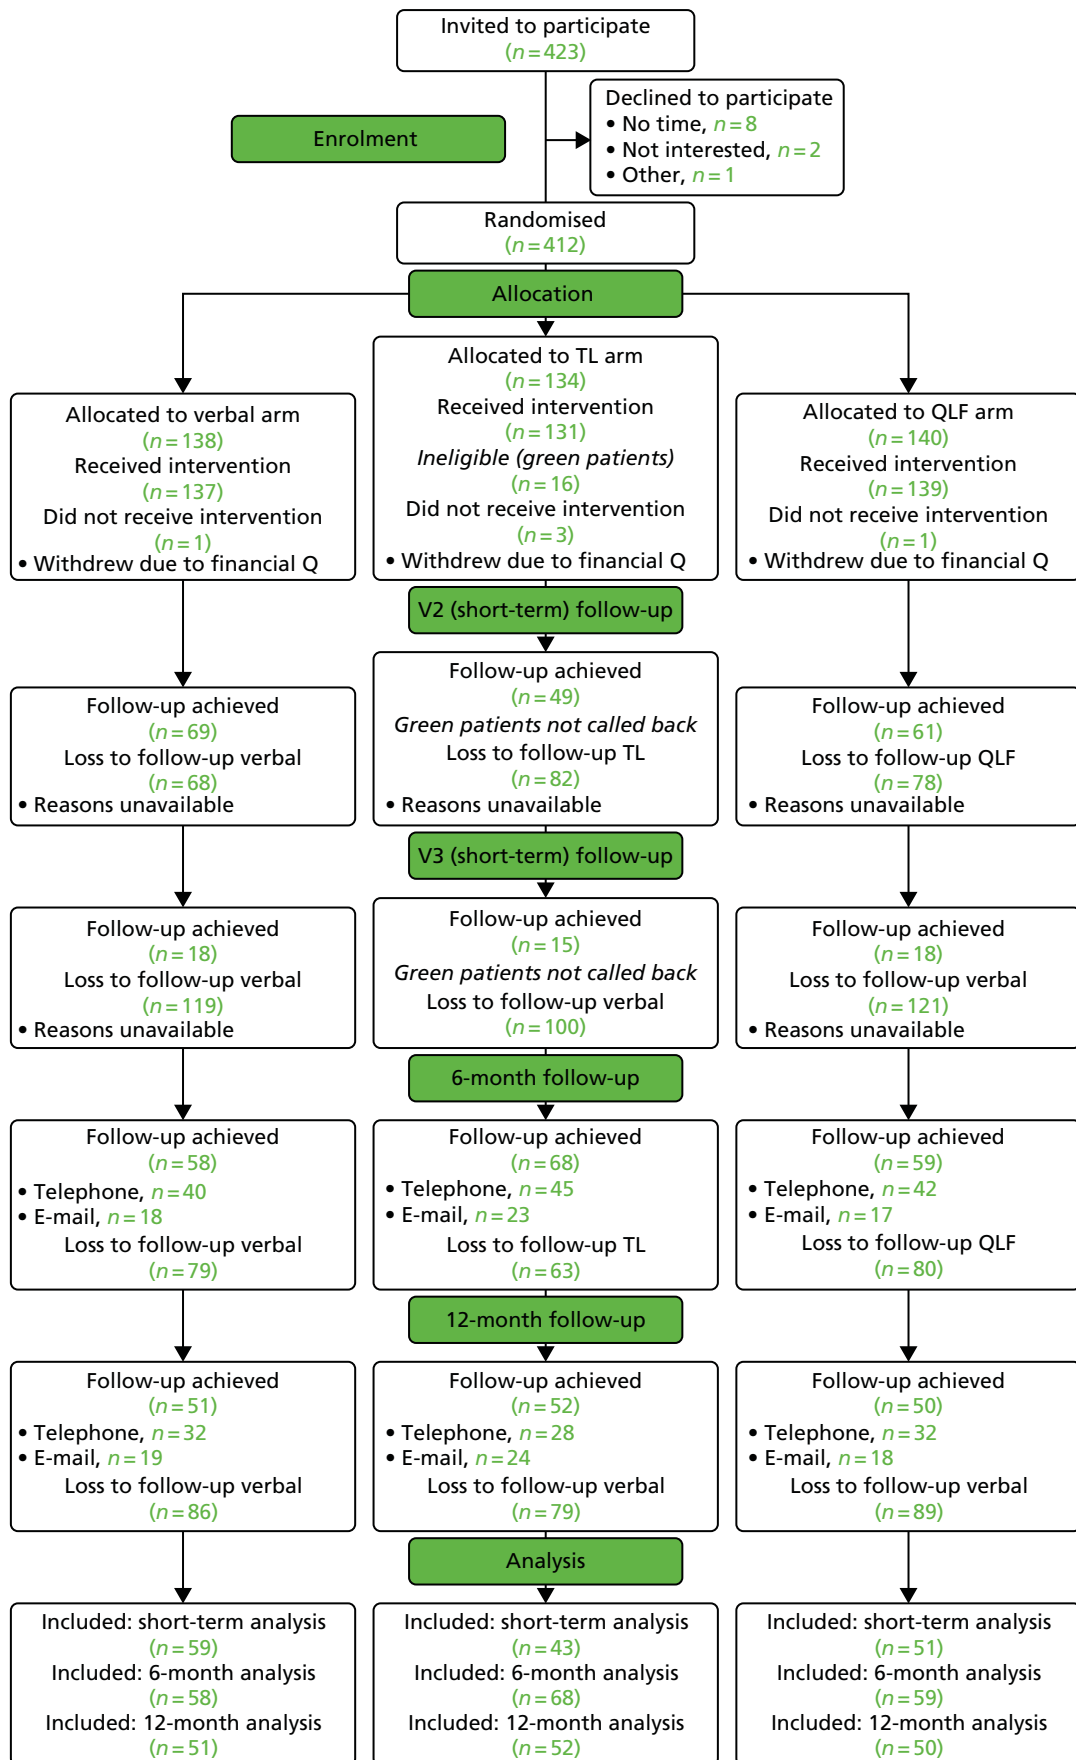 Invited to participate
(n=423)
Declined to participate
• No time, n=8
• Not interested, n=2
• Other, n=1
Enrolment
Randomised
(n=412)
Allocation
Allocated to verbal arm
(n=138)
Received intervention
(n=137)
Did not receive intervention
(n=1)
• Withdrew due to financial Q
Allocated to TL arm
(n=134)
Received intervention
(n=131)
Ineligible (green patients)
(n=16)
Did not receive intervention
(n=3)
• Withdrew due to financial Q
Allocated to QLF arm
(n=140)
Received intervention
(n=139)
Did not receive intervention
(n=1)
• Withdrew due to financial Q
V2 (short-term) follow-up
Follow-up achieved
(n=69)
Loss to follow-up verbal
(n=68)
• Reasons unavailable
Follow-up achieved
(n=49)
Green patients not called back
Loss to follow-up TL
(n=82)
• Reasons unavailable
Follow-up achieved
(n=61)
Loss to follow-up QLF
(n=78)
• Reasons unavailable
V3 (short-term) follow-up
Follow-up achieved
(n=18)
Loss to follow-up verbal
(n=119)
• Reasons unavailable
Follow-up achieved
(n=15)
Green patients not called back
Loss to follow-up verbal
(n=100)
Follow-up achieved
(n=18)
Loss to follow-up verbal
(n=121)
• Reasons unavailable
6-month follow-up
Follow-up achieved
(n=58)
• Telephone, n=40
• E-mail, n=18
Loss to follow-up verbal
(n=79)
Follow-up achieved
(n=68)
• Telephone, n=45
• E-mail, n=23
Loss to follow-up TL
(n=63)
Follow-up achieved
(n=59)
• Telephone, n=42
• E-mail, n=17
Loss to follow-up QLF
(n=80)
12-month follow-up
Follow-up achieved
(n=51)
• Telephone, n=32
• E-mail, n=19
Loss to follow-up verbal
(n=86)
Follow-up achieved
(n=52)
• Telephone, n=28
• E-mail, n=24
Loss to follow-up verbal
(n=79)
Follow-up achieved
(n=50)
• Telephone, n=32
• E-mail, n=18
Loss to follow-up verbal
(n=89)
Analysis
Included: short-term analysis
(n=59)
Included: 6-month analysis
(n=58)
Included: 12-month analysis
(n=51)
Included: short-term analysis
(n=43)
Included: 6-month analysis
(n=68)
Included: 12-month analysis
(n=52)
Included: short-term analysis
(n=51)
Included: 6-month analysis
(n=59)
Included: 12-month analysis
(n=50)